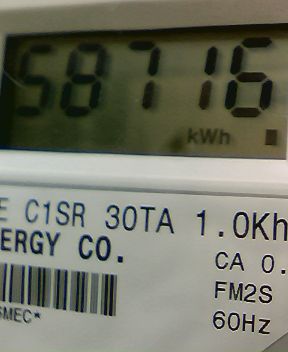 58716
kWh
E C1SR 30TA 1.0Kh
ERGY CO.
CA 0.
FM2S
60Hz
SMEC*